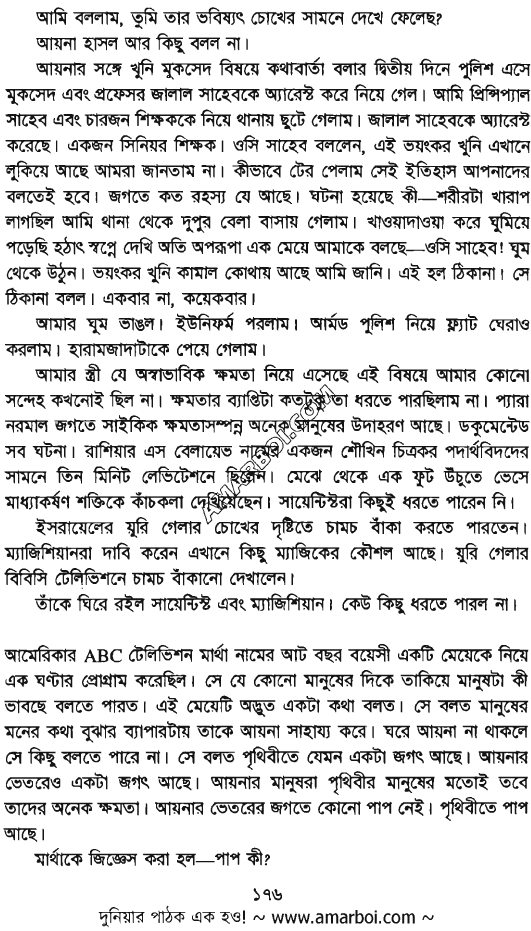 আমি বললাম, তুমি তার ভবিষ্যৎ চোখের সামনে দেখে ফেলেছ?
আয়না হাসল আর কিছু বলল না।
আয়নার সঙ্গে খুনি মূকসেদ বিষয়ে কথাবার্তা বলার দ্বিতীয় দিনে পুলিশ এসে
মূকসেদ এবং প্রফেসর জালাল সাহেবকে অ্যারেস্ট করে নিয়ে গেল। আমি প্রিন্সিপ্যাল
সাহেব এবং চারজন শিক্ষককে নিয়ে থানায় ছুটে গেলাম। জালাল সাহেবকে অ্যারেস্ট
করেছে। একজন সিনিয়র শিক্ষক। ওসি সাহেব বললেন, এই ভয়ংকর খুনি এখানে
লুকিয়ে আছে আমরা জানতাম না। কীভাবে টের পেলাম সেই ইতিহাস আপনাদের
বলতেই হবে। জগতে কত রহস্য যে আছে। ঘটনা হয়েছে কী—শরীরটা খারাপ
লাগছিল আমি থানা থেকে দুপুর বেলা বাসায় গেলাম। খাওয়াদাওয়া করে ঘুমিয়ে
পড়েছি হঠাৎ স্বপ্নে দেখি অতি অপরূপা এক মেয়ে আমাকে বলছে—ওসি সাহেব! ঘুম
থেকে উঠুন। ভয়ংকর খুনি কামাল কোথায় আছে আমি জানি। এই হল ঠিকানা। সে
ঠিকানা বলল। একবার না, কয়েকবার।
আমার ঘুম ভাঙল। ইউনিফর্ম পরলাম। আর্মড পুলিশ নিয়ে ফ্ল্যাট ঘেরাও
করলাম। হারামজাদাটাকে পেয়ে গেলাম।
আমার স্ত্রী যে অস্বাভাবিক ক্ষমতা নিয়ে এসেছে এই বিষয়ে আমার কোনো
সন্দেহ কখনোই ছিল না। ক্ষমতার ব্যাপ্তিটা কতটুকু তা ধরতে পারছিলাম না। প্যারা
নরমাল জগতে সাইকিক ক্ষমতাসম্পন্ন অনেক মানুষের উদাহরণ আছে। ডকুমেন্টেড
সব ঘটনা। রাশিয়ার এস বেলায়েভ নামের একজন শৌখিন চিত্রকর পদার্থবিদদের
সামনে তিন মিনিট লেভিটেশনে ছিলেন। মেঝে থেকে এক ফুট উঁচুতে ভেসে
মাধ্যাকর্ষণ শক্তিকে কাঁচকলা দেখিয়েছেন। সায়েন্টিস্টরা কিছুই ধরতে পারেন নি।
ইসরায়েলের য়ূরি গেলার চোখের দৃষ্টিতে চামচ বাঁকা করতে পারতেন।
ম্যাজিশিয়ানরা দাবি করেন এখানে কিছু ম্যাজিকের কৌশল আছে। য়ূরি গেলার
বিবিসি টেলিভিশনে চামচ বাঁকানো দেখালেন।
তাঁকে ঘিরে রইল সায়েন্টিস্ট এবং ম্যাজিশিয়ান। কেউ কিছু ধরতে পারল না।
আমেরিকার ABC টেলিভিশন মার্থা নামের আট বছর বয়েসী একটি মেয়েকে নিয়ে
এক ঘণ্টার প্রোগ্রাম করেছিল। সে যে কোনো মানুষের দিকে তাকিয়ে মানুষটা কী
ভাবছে বলতে পারত। এই মেয়েটি অদ্ভুত একটা কথা বলত। সে বলত মানুষের
মনের কথা বুঝার ব্যাপারটায় তাকে আয়না সাহায্য করে। ঘরে আয়না না থাকলে
সে কিছু বলতে পারে না। সে বলত পৃথিবীতে যেমন একটা জগৎ আছে। আয়নার
ভেতরেও একটা জগৎ আছে। আয়নার মানুষরা পৃথিবীর মানুষের মতোই তবে
তাদের অনেক ক্ষমতা। আয়নার ভেতরের জগতে কোনো পাপ নেই। পৃথিবীতে পাপ
আছে।
মার্থাকে জিজ্ঞেস করা হল—পাপ কী?
AMARBOI.COM
১৭৬
দুনিয়ার পাঠক এক হও! ~ www.amarboi.com ~